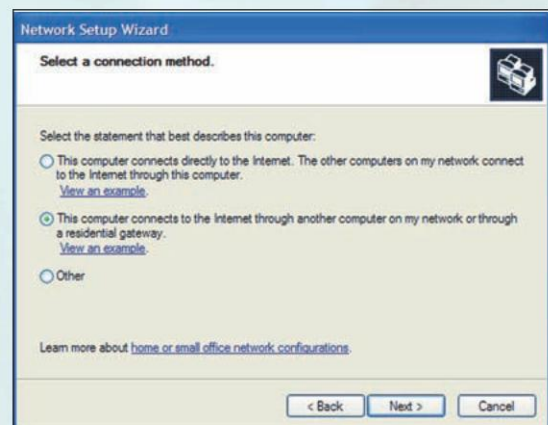 Network Setup Wizard
Select a connection method.
Select the statement that best describes this computer:
This computer connects directly to the Internet. The other computers on my network connect
to the Internet through this computer.
View an example.
This computer connects to the Internet through another computer on my network or through
a residential gateway.
View an example.
Other
Learn more about home or small office network configurations.
< Back Next > Cancel